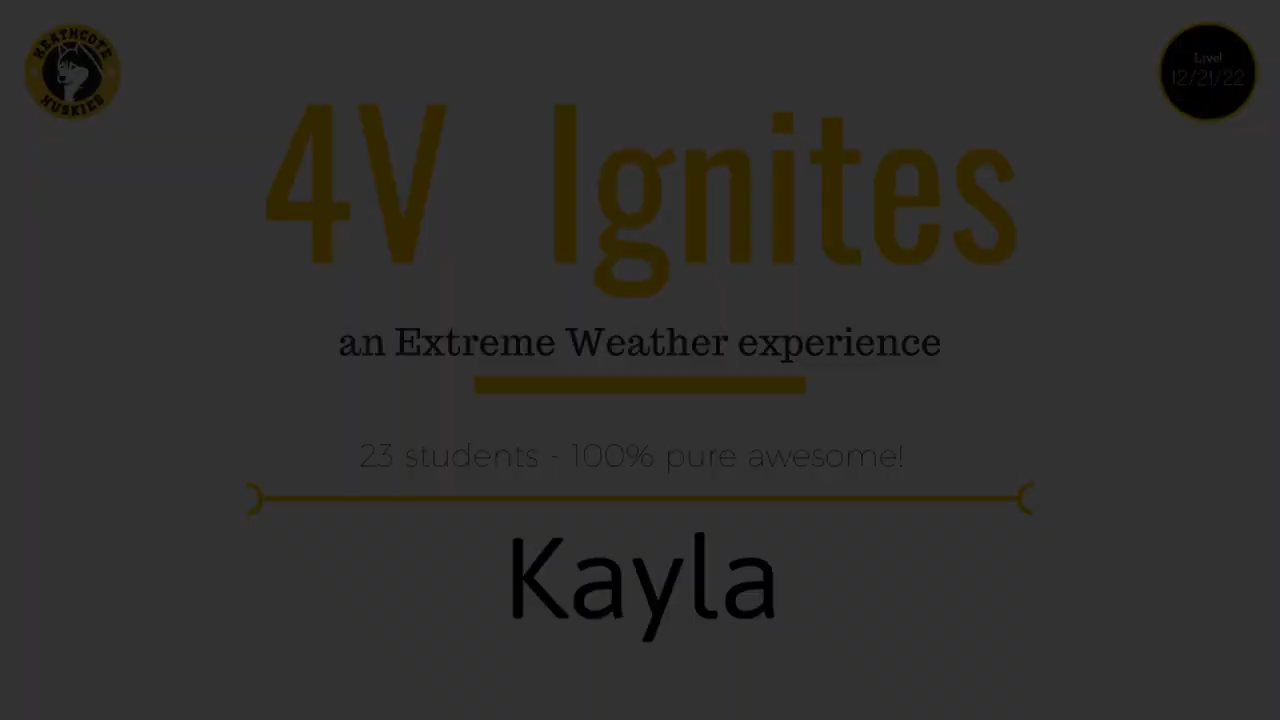 HEATHCOTE
HUSKIES
Live!
12/21/22
4V Ignites
an Extreme Weather experience
23 students - 100% pure awesome!
Kayla